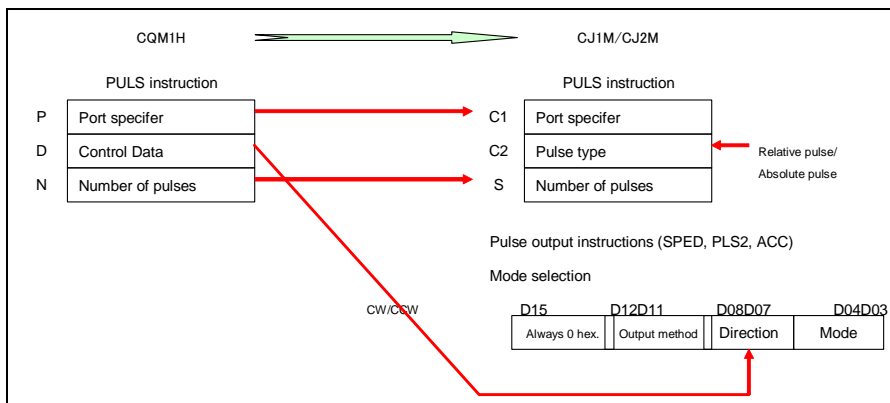 CQM1H CJ1M/CJ2M
PULS instruction PULS instruction
P Port specifer C1 Port specifer
D Control Data C2 Pulse type Relative pulse/
Absolute pulse
N Number of pulses S Number of pulses
Pulse output instructions (SPED, PLS2, ACC)
Mode selection
CW/CCW D15 D12D11 D08D07 D04D03
Always 0 hex. Output method Direction Mode